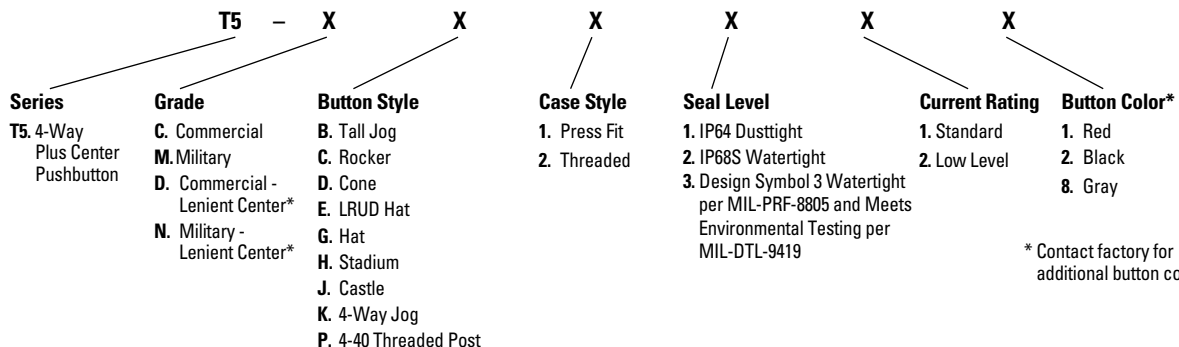 T5 – X X X X X X
Series
T5. 4-Way
Plus Center
Pushbutton
Grade
C. Commercial
M. Military
D. Commercial -
Lenient Center*
N. Military -
Lenient Center*
Button Style
B. Tall Jog
C. Rocker
D. Cone
E. LRUD Hat
G. Hat
H. Stadium
J. Castle
K. 4-Way Jog
P. 4-40 Threaded Post
Case Style
1. Press Fit
2. Threaded
Seal Level
1. IP64 Dusttight
2. IP68S Watertight
3. Design Symbol 3 Watertight
per MIL-PRF-8805 and Meets
Environmental Testing per
MIL-DTL-9419
Current Rating
1. Standard
2. Low Level
Button Color*
1. Red
2. Black
8. Gray
* Contact factory for
additional button